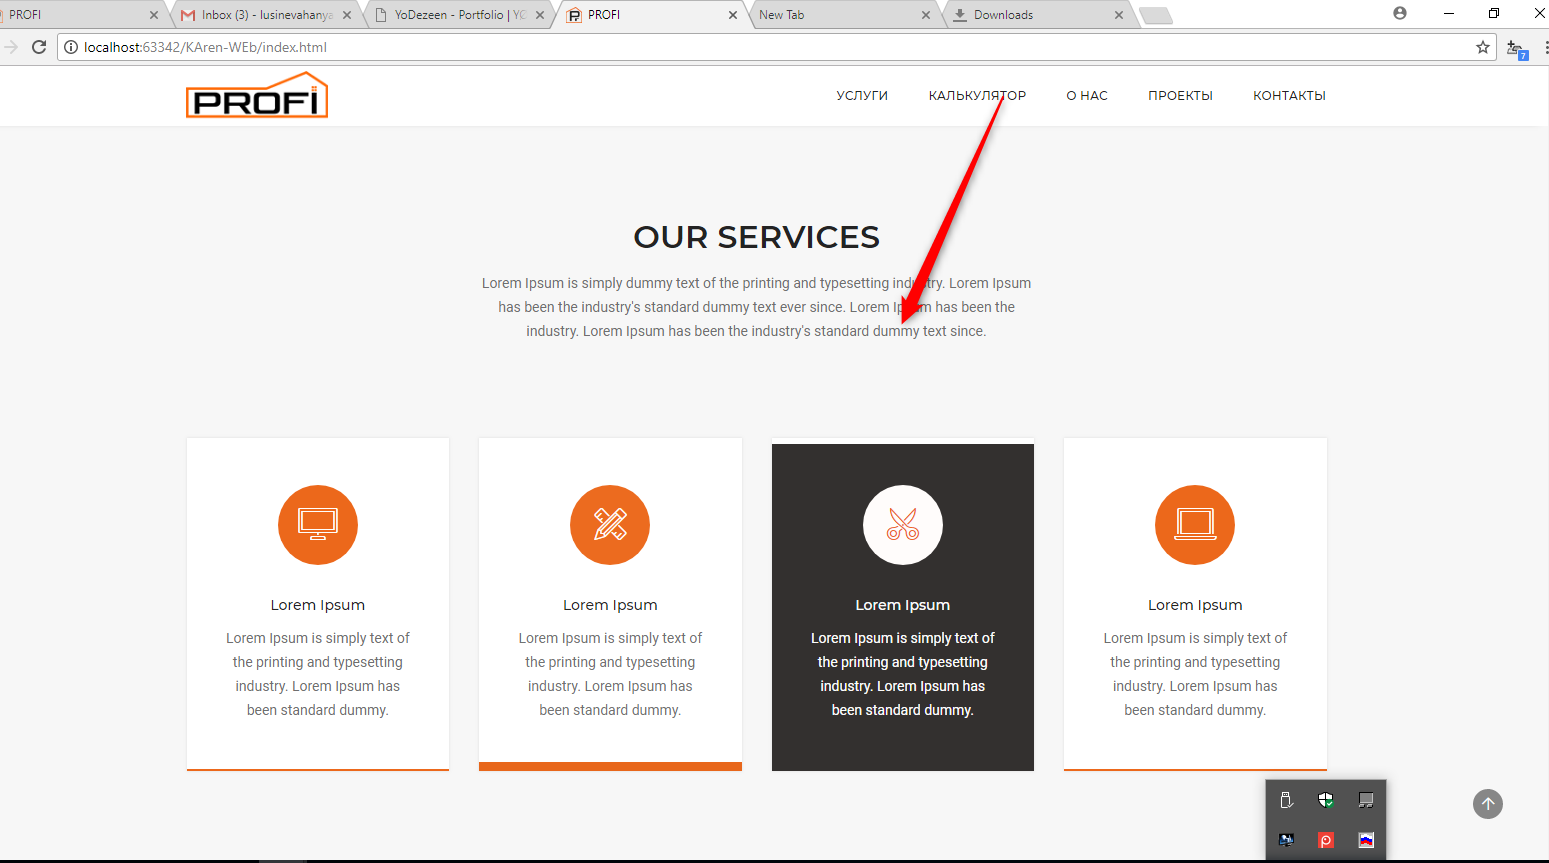 PROFI
Inbox (3) - lusinevahanya
YoDezeen - Portfolio | YØ
PROFI
New Tab
Downloads
localhost:63342/KAren-WEb/index.html
7
PROFI
УСЛУГИ КАЛЬКУЛЯТОР О НАС ПРОЕКТЫ КОНТАКТЫ
OUR SERVICES
Lorem Ipsum is simply dummy text of the printing and typesetting industry. Lorem Ipsum
has been the industry's standard dummy text ever since. Lorem Ipsum has been the
industry. Lorem Ipsum has been the industry's standard dummy text since.
Lorem Ipsum
Lorem Ipsum is simply text of
the printing and typesetting
industry. Lorem Ipsum has
been standard dummy.
Lorem Ipsum
Lorem Ipsum is simply text of
the printing and typesetting
industry. Lorem Ipsum has
been standard dummy.
Lorem Ipsum
Lorem Ipsum is simply text of
the printing and typesetting
industry. Lorem Ipsum has
been standard dummy.
Lorem Ipsum
Lorem Ipsum is simply text of
the printing and typesetting
industry. Lorem Ipsum has
been standard dummy.